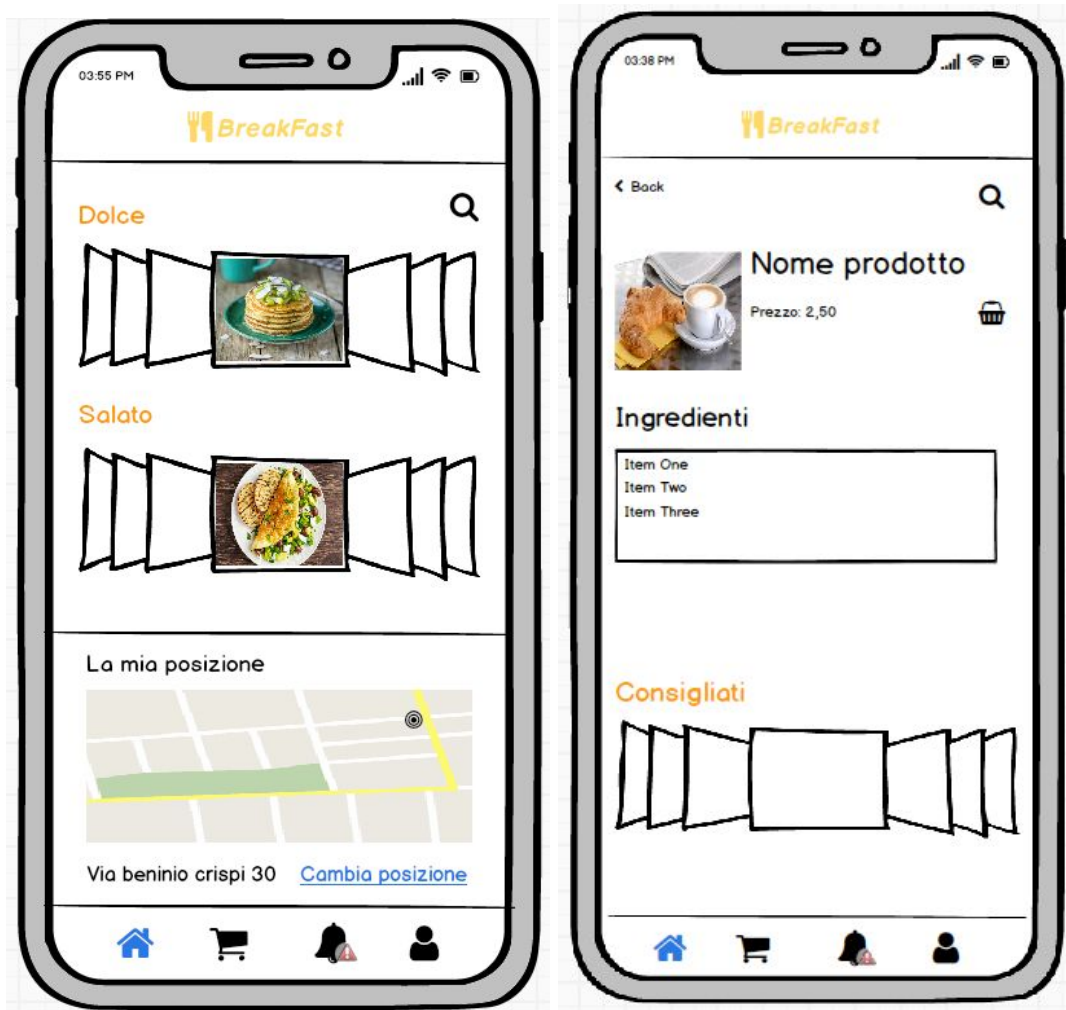 03:55 PM
BreakFast
Dolce
Salato
La mia posizione
Via beninio crispi 30 Cambia posizione
03:38 PM
BreakFast
Back
Nome prodotto
Prezzo: 2,50
Ingredienti
Item One
Item Two
Item Three
Consigliati